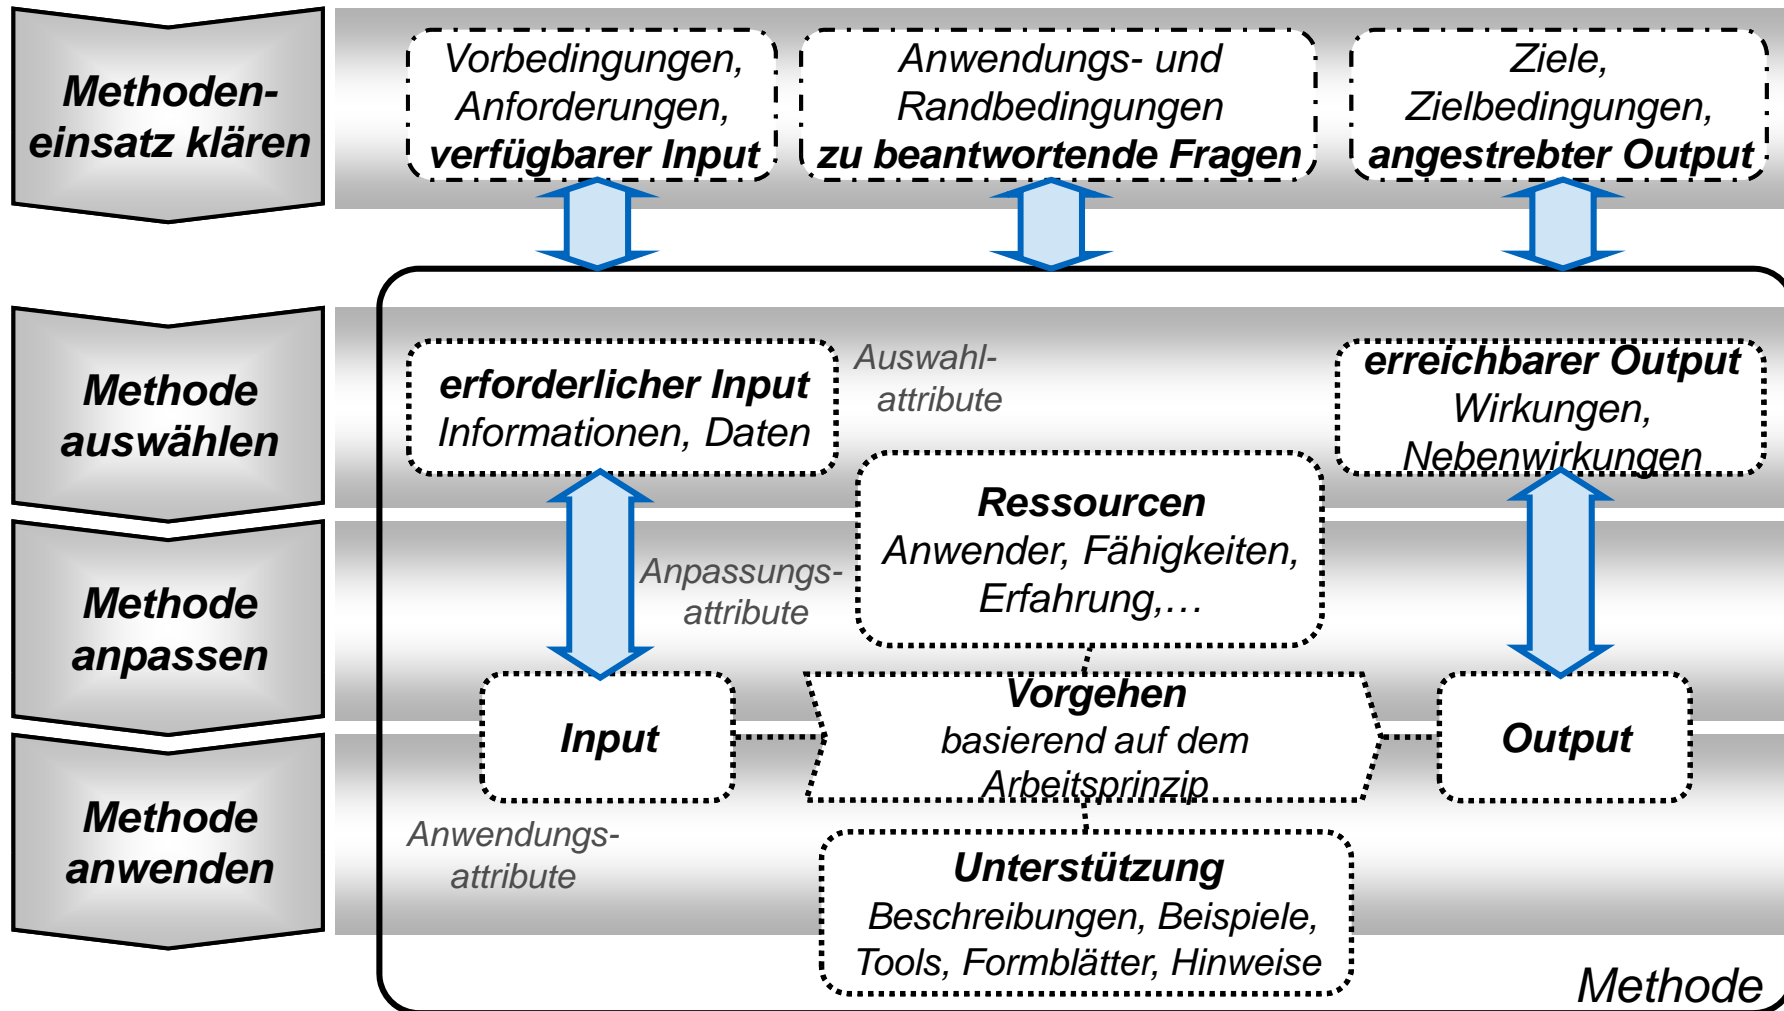 Methoden-
einsatz klären
Vorbedingungen,
Anforderungen,
verfügbarer Input
Anwendungs- und
Randbedingungen
zu beantwortende Fragen
Ziele,
Zielbedingungen,
angestrebter Output
Methode
auswählen
erforderlicher Input
Informationen, Daten
Auswahl-
attribute
erreichbarer Output
Wirkungen,
Nebenwirkungen
Ressourcen
Anwender, Fähigkeiten,
Erfahrung,…
Methode
anpassen
Anpassungs-
attribute
Input
Vorgehen
basierend auf dem
Arbeitsprinzip
Output
Methode
anwenden
Anwendungs-
attribute
Unterstützung
Beschreibungen, Beispiele,
Tools, Formblätter, Hinweise
Methode